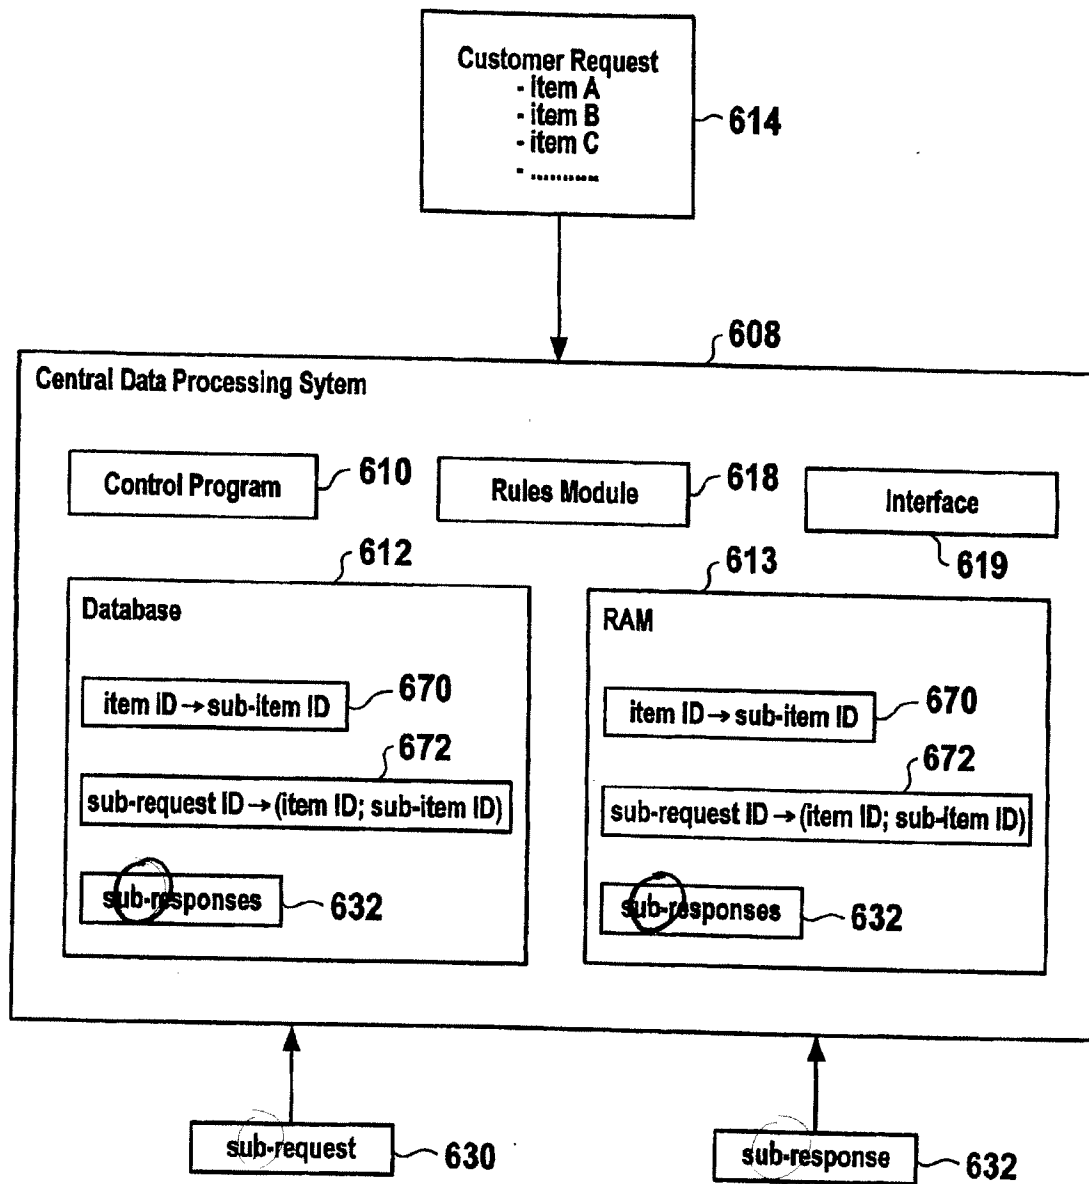 Customer Request
- item A
- item B
- item C
- ..........
614
608
Central Data Processing Sytem
Control Program
610
Rules Module
618
Interface
619
612
Database
item ID → sub-item ID
670
672
sub-request ID → (item ID; sub-item ID)
sub-responses
632
613
RAM
item ID → sub-item ID
670
672
sub-request ID → (item ID; sub-item ID)
sub-responses
632
sub-request
630
sub-response
632